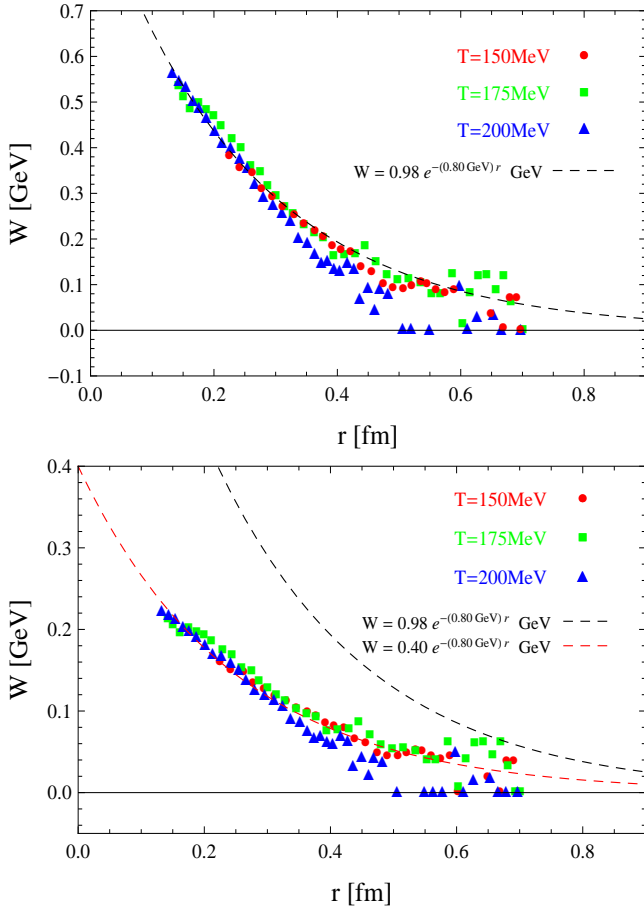 0.7
0.6
0.5
0.4
0.3
0.2
0.1
0.0
−0.1
W [GeV]
T=150MeV
T=175MeV
T=200MeV
W = 0.98 e^−(0.80 GeV) r GeV
0.0 0.2 0.4 0.6 0.8
r [fm]
0.4
0.3
0.2
0.1
0.0
W [GeV]
T=150MeV
T=175MeV
T=200MeV
W = 0.98 e^−(0.80 GeV) r GeV
W = 0.40 e^−(0.80 GeV) r GeV
0.0 0.2 0.4 0.6 0.8
r [fm]